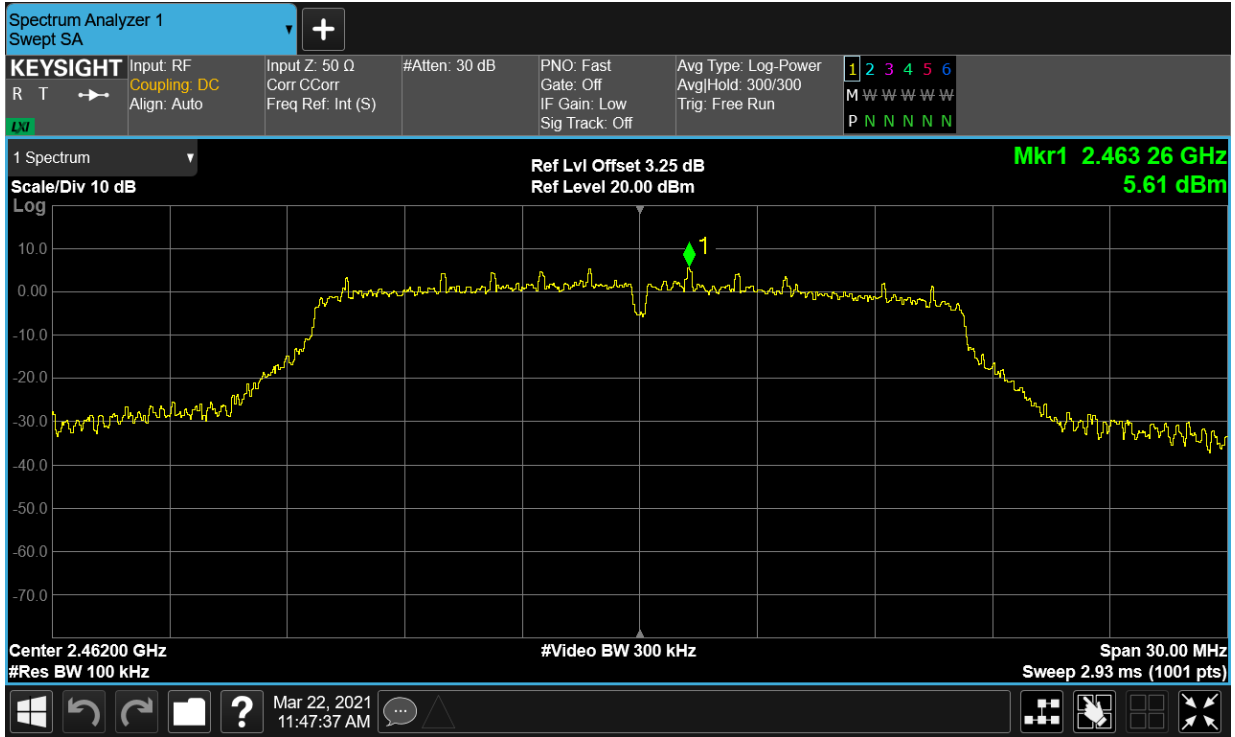 Spectrum Analyzer 1
Swept SA
KEYSIGHT
R T
LXI
Input: RF
Coupling: DC
Align: Auto
Input Z: 50 Ω
Corr CCorr
Freq Ref: Int (S)
#Atten: 30 dB
PNO: Fast
Gate: Off
IF Gain: Low
Sig Track: Off
Avg Type: Log-Power
Avg|Hold: 300/300
Trig: Free Run
1 2 3 4 5 6
M W W W W W
P N N N N N
1 Spectrum
Scale/Div 10 dB
Ref Lvl Offset 3.25 dB
Ref Level 20.00 dBm
Mkr1 2.463 26 GHz
5.61 dBm
Log
1
10.0
0.00
-10.0
-20.0
-30.0
-40.0
-50.0
-60.0
-70.0
Center 2.46200 GHz
#Video BW 300 kHz
Span 30.00 MHz
#Res BW 100 kHz
Sweep 2.93 ms (1001 pts)
?
Mar 22, 2021
11:47:37 AM